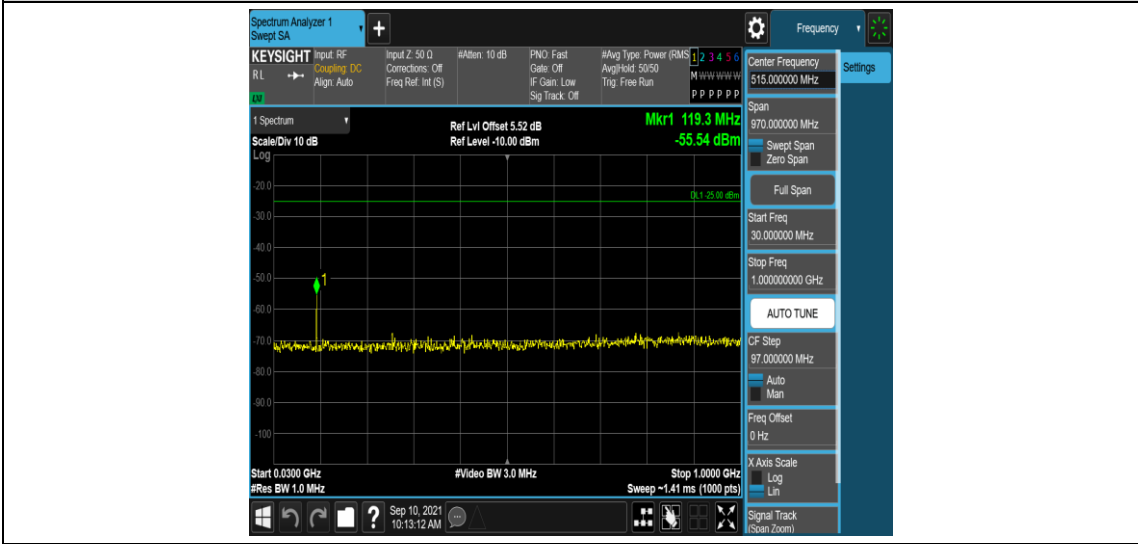 Spectrum Analyzer 1
Swept SA
Frequency
KEYSIGHT
RL
LXI
Input: RF
Coupling: DC
Align: Auto
Input Z: 50 Ω
Corrections: Off
Freq Ref: Int (S)
#Atten: 10 dB
PNO: Fast
Gate: Off
IF Gain: Low
Sig Track: Off
#Avg Type: Power (RMS
Avg|Hold: 50/50
Trig: Free Run
1 2 3 4 5 6
M W W W W W
P P P P P P
1 Spectrum
Scale/Div 10 dB
Log
Ref Lvl Offset 5.52 dB
Ref Level -10.00 dBm
Mkr1 119.3 MHz
-55.54 dBm
-20.0
DL1 -25.00 dBm
-30.0
-40.0
-50.0
1
-60.0
-70.0
-80.0
-90.0
-100
Start 0.0300 GHz
#Res BW 1.0 MHz
#Video BW 3.0 MHz
Stop 1.0000 GHz
Sweep ~1.41 ms (1000 pts)
?
Sep 10, 2021
10:13:12 AM
Center Frequency
515.000000 MHz
Settings
Span
970.000000 MHz
Swept Span
Zero Span
Full Span
Start Freq
30.000000 MHz
Stop Freq
1.000000000 GHz
AUTO TUNE
CF Step
97.000000 MHz
Auto
Man
Freq Offset
0 Hz
X Axis Scale
Log
Lin
Signal Track
(Span Zoom)